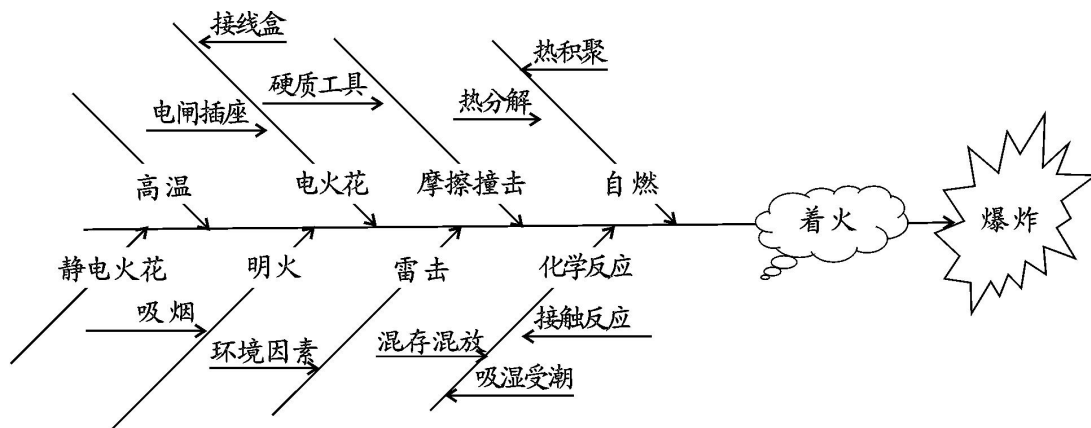 接线盒
热积聚
硬质工具
热分解
电闸插座
高温
电火花
摩擦撞击
自燃
着火
爆炸
静电火花
明火
雷击
化学反应
吸烟
接触反应
混存混放
环境因素
吸湿受潮